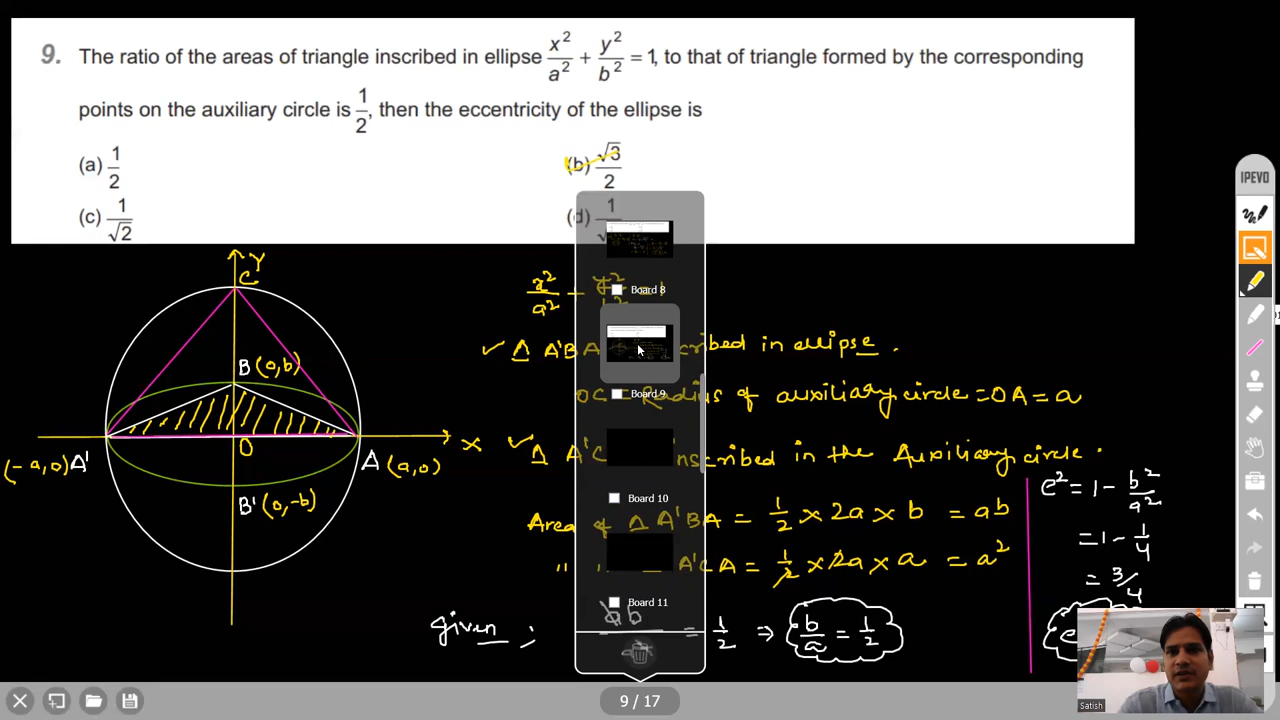 9. The ratio of the areas of triangle inscribed in ellipse x²/a² + y²/b² = 1, to that of triangle formed by the corresponding
points on the auxiliary circle is 1/2, then the eccentricity of the ellipse is
(a) 1/2
(b) √3/2
(c) 1/√2
(d) 1
IPEVO
Y
C
B (0,b)
O
X
(-a,0) A'
A (a,0)
B' (0,-b)
x²/a²
✓ Δ A'BA
inscribed in ellipse.
OC = Radius of auxiliary circle = OA = a
✓ Δ A'C
inscribed in the Auxiliary circle.
Area of Δ A'BA = 1/2 × 2a × b = ab
" " A'CA = 1/2 × 2a × a = a²
given :
ab
= 1/2 ⇒ b/a = 1/2
e² = 1 - b²/a²
= 1 - 1/4
= 3/4
e
Board 8
Board 9
Board 10
Board 11
9 / 17
Satish